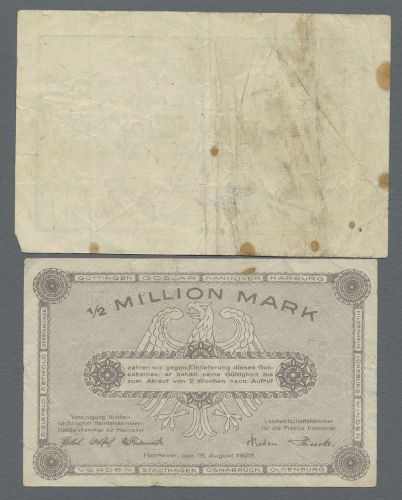 GÖTTINGEN GOSLAR HANNOVER HARBURG
1/2 MILLION MARK
zahlen wir gegen Einlieferung dieses Gut-
scheines; er behält seine Gültigkeit bis
zum Ablauf von 2 Wochen nach Aufruf
Vereinigung Nieder-
sächsischer Handelskammern
Handelskammer zu Hannover
Landwirtschaftskammer
für die Provinz Hannover
Hannover, den 15. August 1923
VERDEN STADTHAGEN OSNABRÜCK OLDENBURG